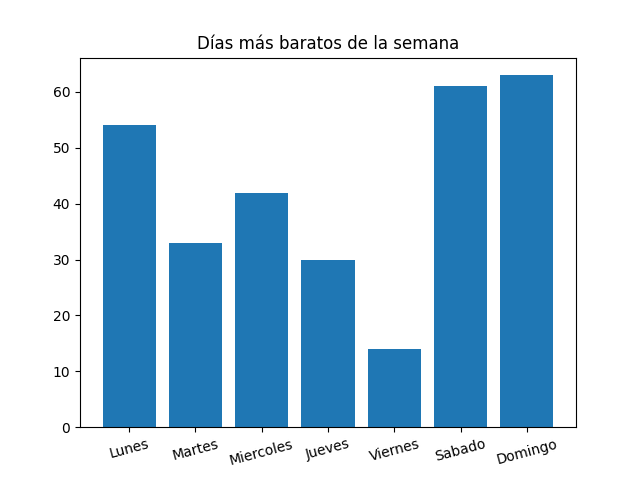 Días más baratos de la semana
60
50
40
30
20
10
0
Lunes
Martes
Miercoles
Jueves
Viernes
Sabado
Domingo